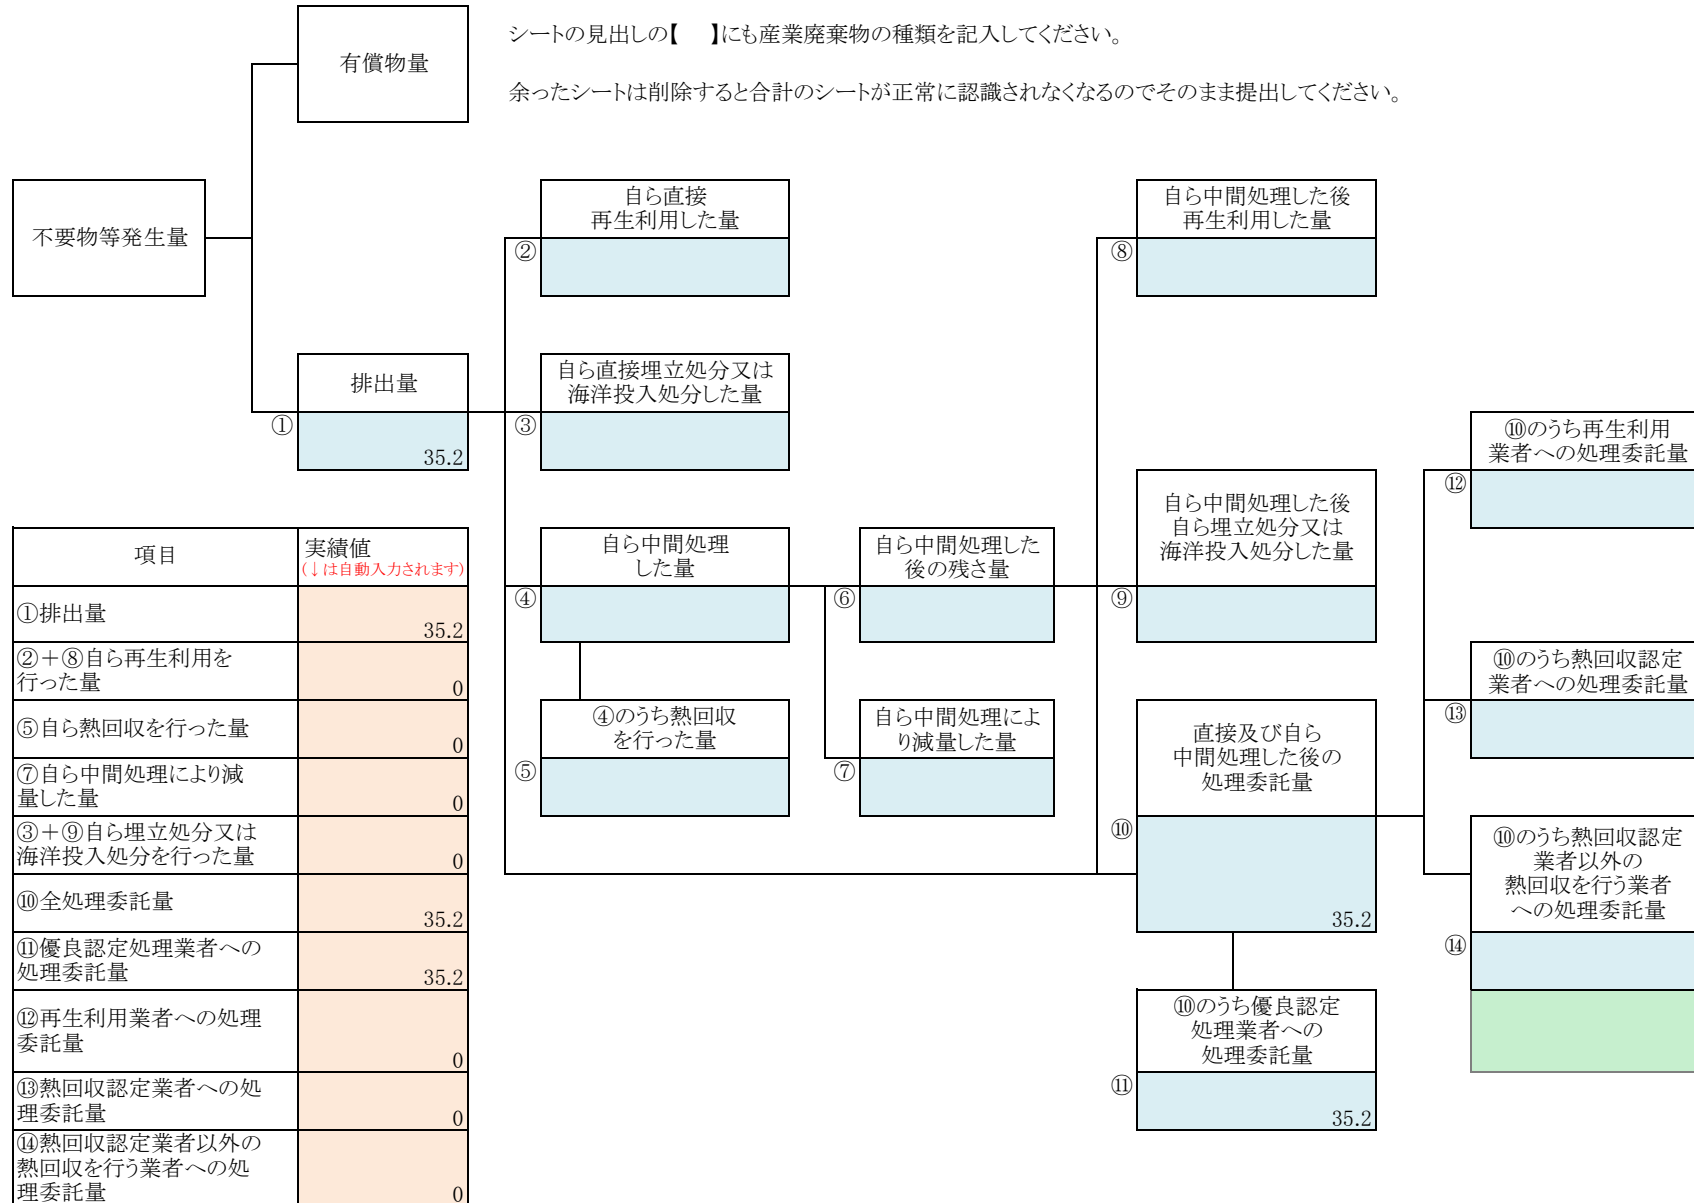 シートの見出しの【　】にも産業廃棄物の種類を記入してください。
余ったシートは削除すると合計のシートが正常に認識されなくなるのでそのまま提出してください。
有償物量
不要物等発生量
排出量
①
35.2
自ら直接
再生利用した量
②
自ら直接埋立処分又は
海洋投入処分した量
③
自ら中間処理
した量
④
④のうち熱回収
を行った量
⑤
自ら中間処理した
後の残さ量
⑥
自ら中間処理によ
り減量した量
⑦
自ら中間処理した後
再生利用した量
⑧
自ら中間処理した後
自ら埋立処分又は
海洋投入処分した量
⑨
直接及び自ら
中間処理した後の
処理委託量
⑩
35.2
⑩のうち優良認定
処理業者への
処理委託量
⑪
35.2
⑩のうち再生利用
業者への処理委託量
⑫
⑩のうち熱回収認定
業者への処理委託量
⑬
⑩のうち熱回収認定
業者以外の
熱回収を行う業者
への処理委託量
⑭
項目
実績値
(↓は自動入力されます)
①排出量
35.2
②＋⑧自ら再生利用を
行った量
0
⑤自ら熱回収を行った量
0
⑦自ら中間処理により減
量した量
0
③＋⑨自ら埋立処分又は
海洋投入処分を行った量
0
⑩全処理委託量
35.2
⑪優良認定処理業者への
処理委託量
35.2
⑫再生利用業者への処理
委託量
0
⑬熱回収認定業者への処
理委託量
0
⑭熱回収認定業者以外の
熱回収を行う業者への処
理委託量
0